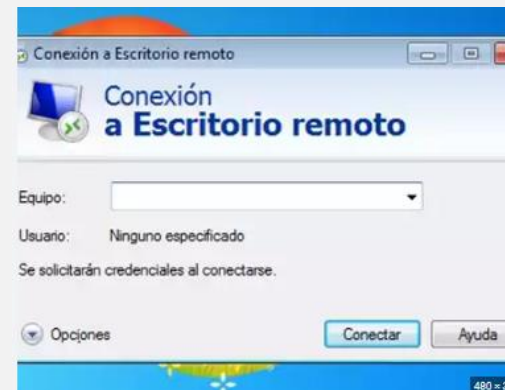 Conexión a Escritorio remoto
Conexión
a Escritorio remoto
Equipo:
Usuario: Ninguno especificado
Se solicitarán credenciales al conectarse.
Opciones
Conectar Ayuda